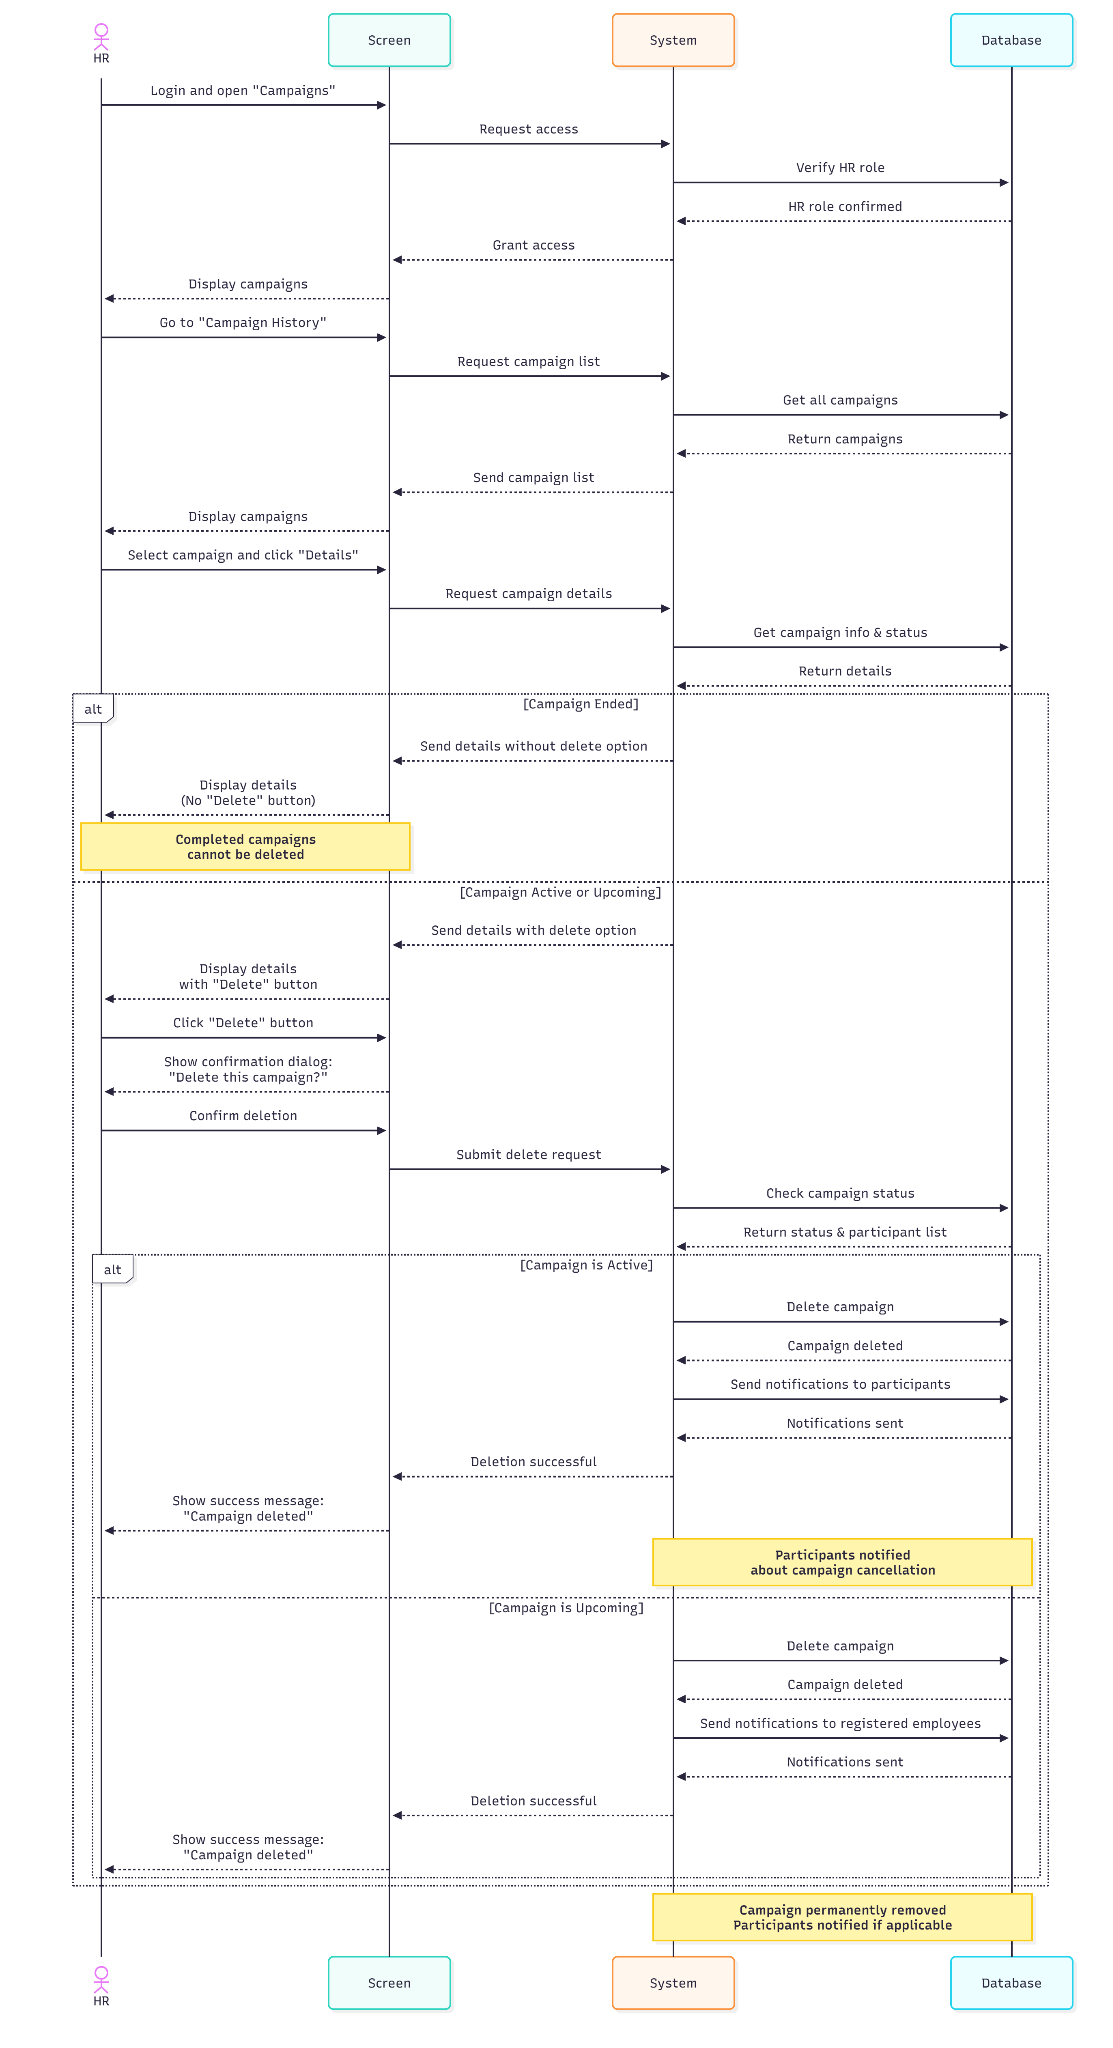 HR
Screen
System
Database
Login and open "Campaigns"
Request access
Verify HR role
HR role confirmed
Grant access
Display campaigns
Go to "Campaign History"
Request campaign list
Get all campaigns
Return campaigns
Send campaign list
Display campaigns
Select campaign and click "Details"
Request campaign details
Get campaign info & status
Return details
alt
[Campaign Ended]
Send details without delete option
Display details
(No "Delete" button)
Completed campaigns
cannot be deleted
[Campaign Active or Upcoming]
Send details with delete option
Display details
with "Delete" button
Click "Delete" button
Show confirmation dialog:
"Delete this campaign?"
Confirm deletion
Submit delete request
Check campaign status
Return status & participant list
alt
[Campaign is Active]
Delete campaign
Campaign deleted
Send notifications to participants
Notifications sent
Deletion successful
Show success message:
"Campaign deleted"
Participants notified
about campaign cancellation
[Campaign is Upcoming]
Delete campaign
Campaign deleted
Send notifications to registered employees
Notifications sent
Deletion successful
Show success message:
"Campaign deleted"
Campaign permanently removed
Participants notified if applicable
HR
Screen
System
Database